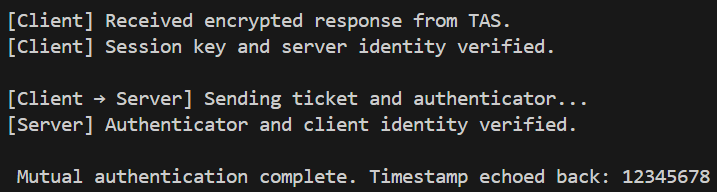 [Client] Received encrypted response from TAS.
[Client] Session key and server identity verified.
[Client → Server] Sending ticket and authenticator...
[Server] Authenticator and client identity verified.
Mutual authentication complete. Timestamp echoed back: 12345678